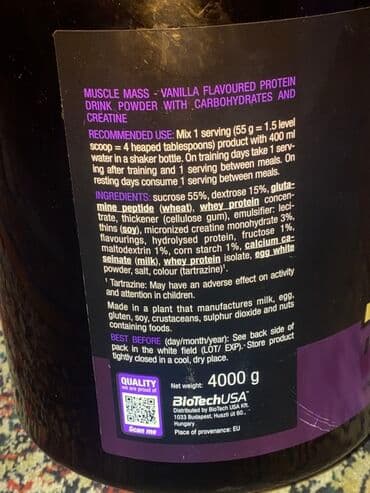 MUSCLE MASS - VANILLA FLAVOURED PROTEIN
DRINK POWDER WITH CARBOHYDRATES AND
CREATINE
RECOMMENDED USE: Mix 1 serving (55 g = 1.5 level
scoop = 4 heaped tablespoons) product with 400 ml
water in a shaker bottle. On training days take 1 serv-
ing after training and 1 serving between meals. On
resting days consume 1 serving between meals.
INGREDIENTS: sucrose 55%, dextrose 15%, gluta-
mine peptide (wheat), whey protein concen-
trate, thickener (cellulose gum), emulsifier: leci-
thins (soy), micronized creatine monohydrate 3%,
flavourings, hydrolysed protein, fructose 1%,
maltodextrin 1%, corn starch 1%, calcium ca-
seinate (milk), whey protein isolate, egg white
powder, salt, colour (tartrazine)¹.
¹ Tartrazine: May have an adverse effect on activity
and attention in children.
Made in a plant that manufactures milk, egg,
gluten, soy, crustaceans, sulphur dioxide and nuts
containing foods.
BEST BEFORE (day/month/year): See back side of
pack in the white field (LOT/ EXP). Store product
tightly closed in a cool, dry place.
QUALITY
we are proud of
Scan me
Net weight: 4000 g
BioTechUSA
Distributed by BioTech USA Kft.
1033 Budapest, Huszti út 60.,
Hungary
Place of provenance: EU